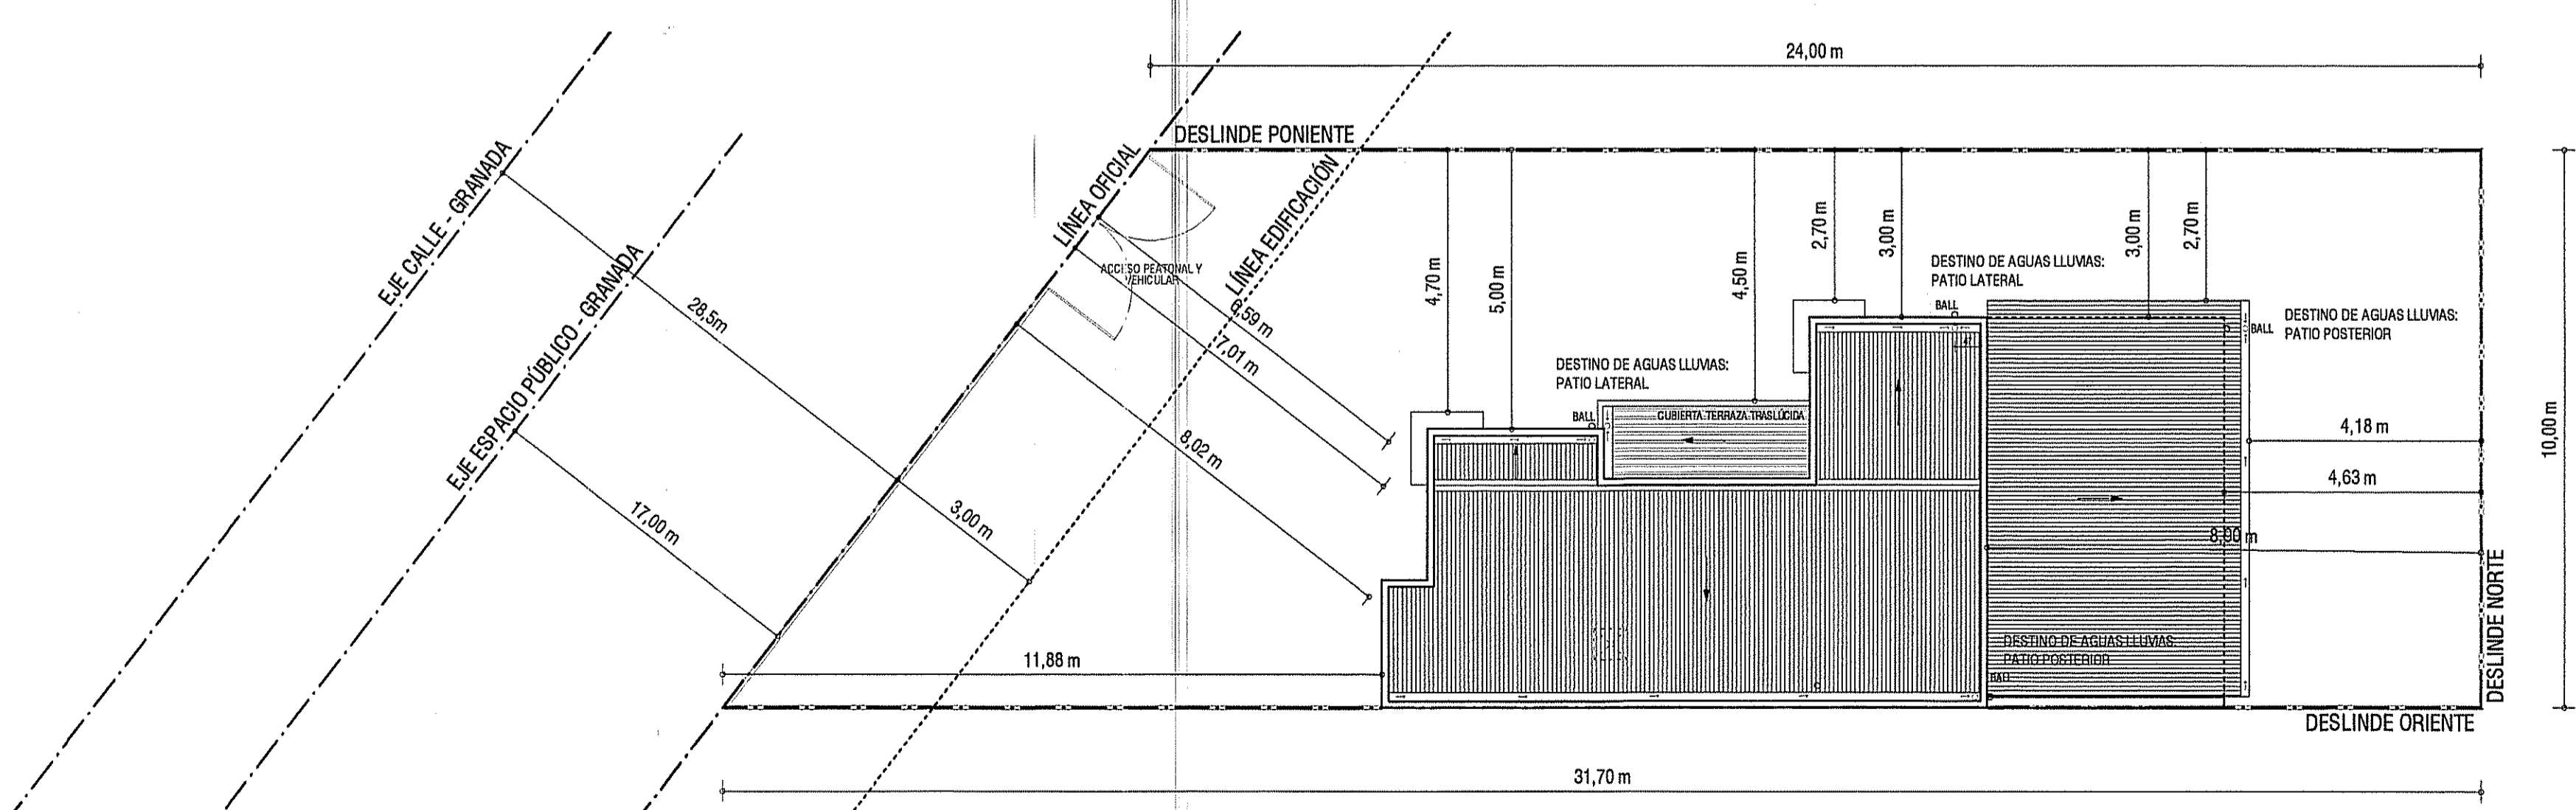 24,00 m
DESLINDE PONIENTE
EJE CALLE - GRANADA
EJE ESPACIO PÚBLICO - GRANADA
LÍNEA OFICIAL
LÍNEA EDIFICACIÓN
ACCESO PEATONAL Y
VEHICULAR
28,5m
17,00 m
3,00 m
6,59 m
7,01 m
8,02 m
11,88 m
4,70 m
5,00 m
4,50 m
2,70 m
3,00 m
3,00 m
2,70 m
DESTINO DE AGUAS LLUVIAS:
PATIO LATERAL
BALL
DESTINO DE AGUAS LLUVIAS:
PATIO POSTERIOR
BALL
DESTINO DE AGUAS LLUVIAS:
PATIO LATERAL
BALL
CUBIERTA TERRAZA TRASLÚCIDA
4,18 m
4,63 m
8,90 m
10,00 m
DESTINO DE AGUAS LLUVIAS:
PATIO POSTERIOR
BALL
DESLINDE NORTE
DESLINDE ORIENTE
31,70 m